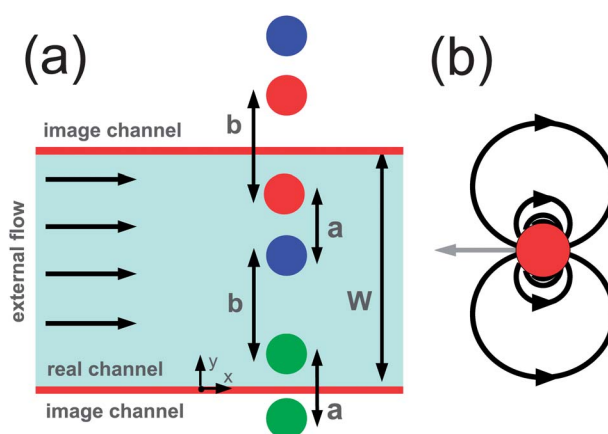 (a)
(b)
image channel
b
a
external flow
b
W
real channel
y
x
image channel
a